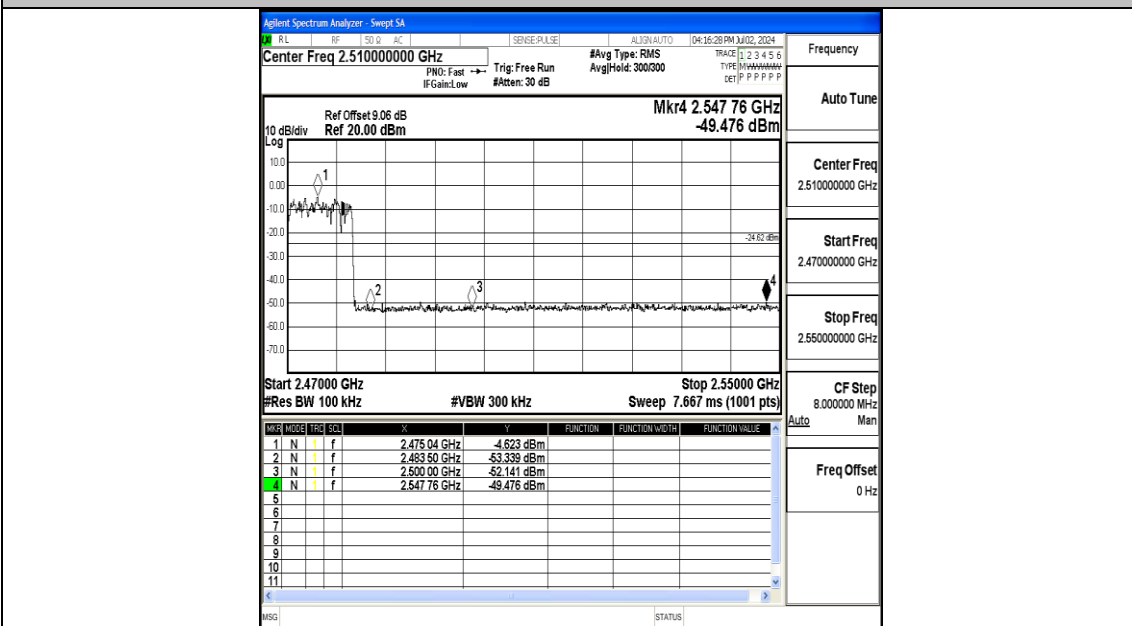 Agilent Spectrum Analyzer - Swept SA
RL RF 50 Ω AC SENSE:PULSE ALIGN AUTO 04:16:28 PM Jul 02, 2024
Center Freq 2.510000000 GHz
PNO: Fast
IFGain:Low
Trig: Free Run
#Atten: 30 dB
#Avg Type: RMS
Avg|Hold: 300/300
TRACE 1 2 3 4 5 6
TYPE MWWWWW
DET P P P P P P
Mkr4 2.547 76 GHz
-49.476 dBm
Ref Offset 9.06 dB
10 dB/div Ref 20.00 dBm
Log
10.0
0.00
-10.0
-20.0
-30.0
-40.0
-50.0
-60.0
-70.0
1
2
3
4
-24.62 dBm
Start 2.47000 GHz Stop 2.55000 GHz
#Res BW 100 kHz #VBW 300 kHz Sweep 7.667 ms (1001 pts)
MKR MODE TRC SCL X Y FUNCTION FUNCTION WIDTH FUNCTION VALUE
1 N 1 f 2.475 04 GHz -4.623 dBm
2 N 1 f 2.483 50 GHz -53.339 dBm
3 N 1 f 2.500 00 GHz -52.141 dBm
4 N 1 f 2.547 76 GHz -49.476 dBm
5
6
7
8
9
10
11
MSG STATUS
Frequency
Auto Tune
Center Freq
2.510000000 GHz
Start Freq
2.470000000 GHz
Stop Freq
2.550000000 GHz
CF Step
8.000000 MHz
Auto Man
Freq Offset
0 Hz